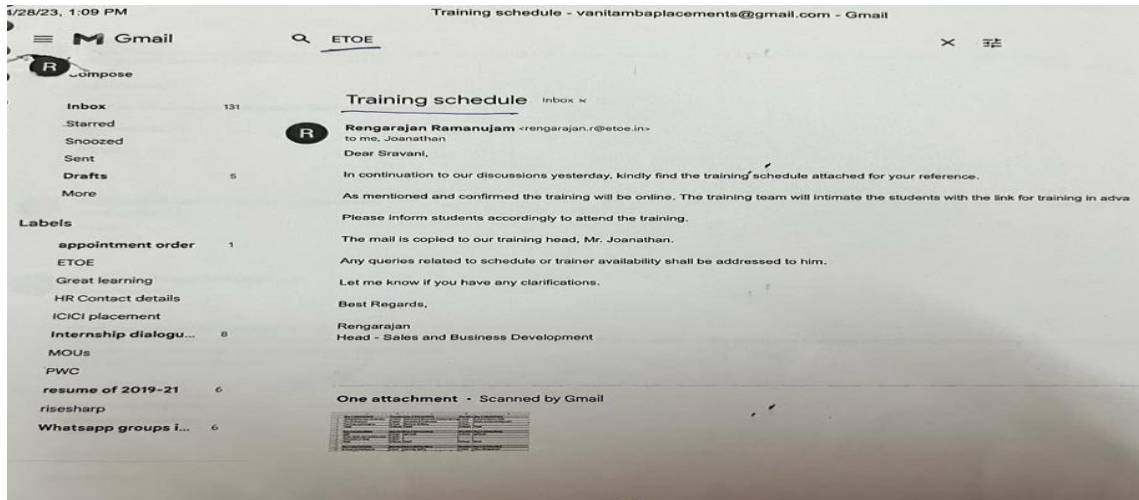 4/28/23, 1:09 PM Training schedule - vanitambaplacements@gmail.com - Gmail
Gmail
ETOE
R
Compose
Inbox 131
Starred
Snoozed
Sent
Drafts 5
More
Labels
appointment order 1
ETOE
Great learning
HR Contact details
ICICI placement
Internship dialogu... 8
MOUs
PWC
resume of 2019-21 6
risesharp
Whatsapp groups i... 6
Training schedule Inbox ×
R
Rengarajan Ramanujam <rengarajan.r@etoe.in>
to me, Joanathan
Dear Sravani,
In continuation to our discussions yesterday, kindly find the training schedule attached for your reference.
As mentioned and confirmed the training will be online. The training team will intimate the students with the link for training in adva
Please inform students accordingly to attend the training.
The mail is copied to our training head, Mr. Joanathan.
Any queries related to schedule or trainer availability shall be addressed to him.
Let me know if you have any clarifications.
Best Regards,
Rengarajan
Head - Sales and Business Development
One attachment • Scanned by Gmail